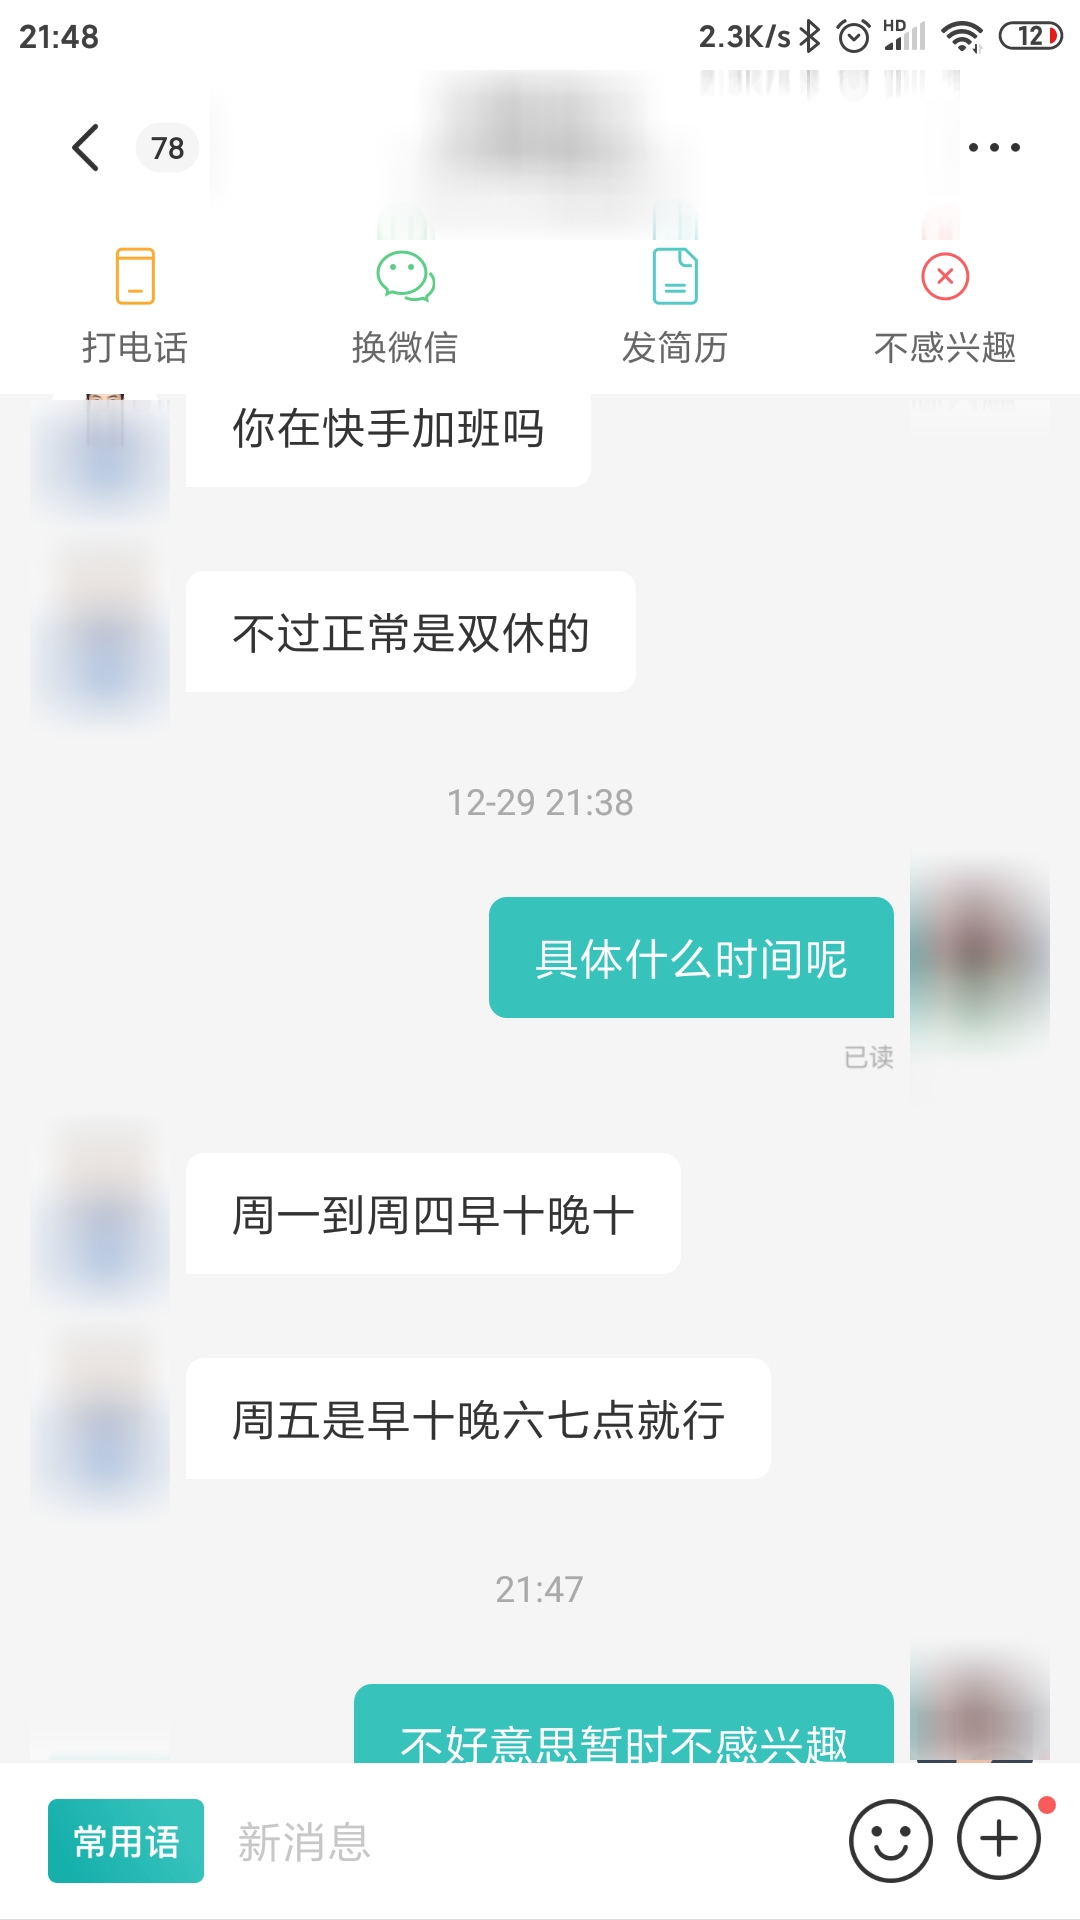 21:48
2.3K/s HD 12
78
打电话
换微信
发简历
不感兴趣
你在快手加班吗
不过正常是双休的
12-29 21:38
具体什么时间呢
已读
周一到周四早十晚十
周五是早十晚六七点就行
21:47
不好意思暂时不感兴趣
常用语
新消息